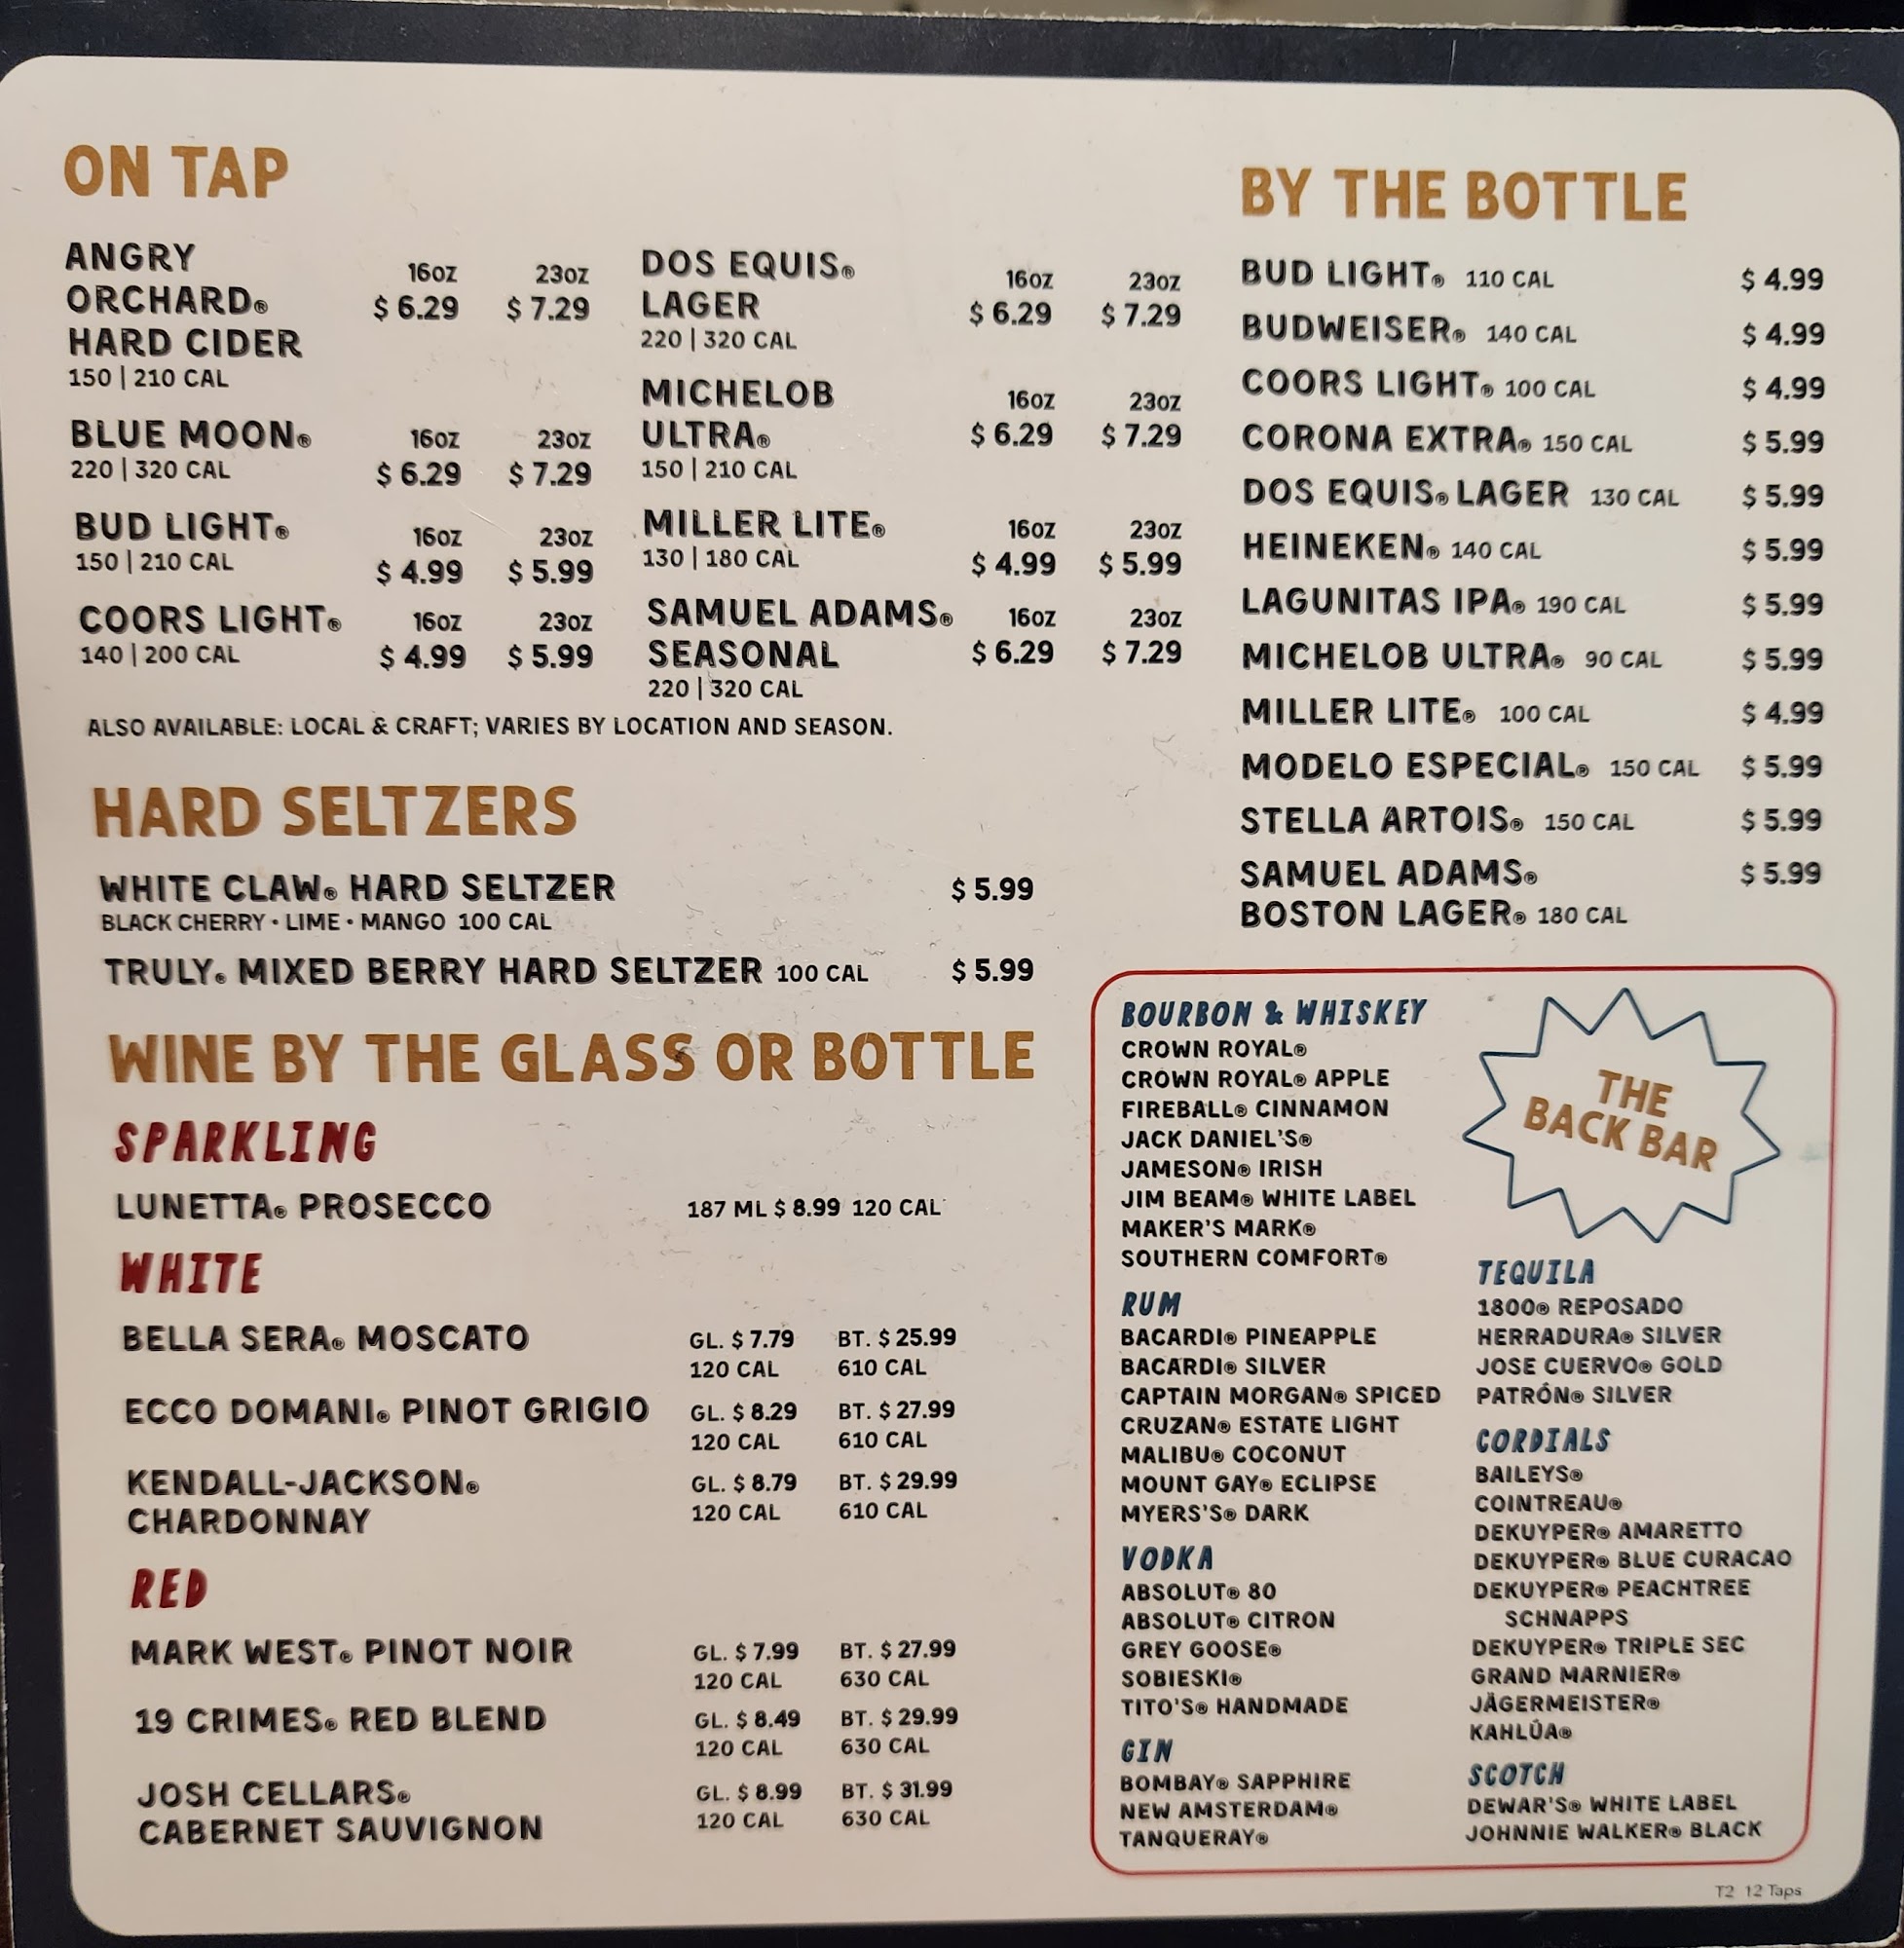 ON TAP
ANGRY
ORCHARD®
HARD CIDER
150 | 210 CAL
16OZ 23OZ
$ 6.29 $ 7.29
BLUE MOON®
220 | 320 CAL
16OZ 23OZ
$ 6.29 $ 7.29
BUD LIGHT®
150 | 210 CAL
16OZ 23OZ
$ 4.99 $ 5.99
COORS LIGHT®
140 | 200 CAL
16OZ 23OZ
$ 4.99 $ 5.99
DOS EQUIS®
LAGER
220 | 320 CAL
16OZ 23OZ
$ 6.29 $ 7.29
MICHELOB
ULTRA®
150 | 210 CAL
16OZ 23OZ
$ 6.29 $ 7.29
MILLER LITE®
130 | 180 CAL
16OZ 23OZ
$ 4.99 $ 5.99
SAMUEL ADAMS®
SEASONAL
220 | 320 CAL
16OZ 23OZ
$ 6.29 $ 7.29
ALSO AVAILABLE: LOCAL & CRAFT; VARIES BY LOCATION AND SEASON.
HARD SELTZERS
WHITE CLAW® HARD SELTZER $ 5.99
BLACK CHERRY • LIME • MANGO 100 CAL
TRULY® MIXED BERRY HARD SELTZER 100 CAL $ 5.99
WINE BY THE GLASS OR BOTTLE
SPARKLING
LUNETTA® PROSECCO 187 ML $ 8.99 120 CAL
WHITE
BELLA SERA® MOSCATO GL. $ 7.79 BT. $ 25.99
120 CAL 610 CAL
ECCO DOMANI® PINOT GRIGIO GL. $ 8.29 BT. $ 27.99
120 CAL 610 CAL
KENDALL-JACKSON® GL. $ 8.79 BT. $ 29.99
CHARDONNAY 120 CAL 610 CAL
RED
MARK WEST® PINOT NOIR GL. $ 7.99 BT. $ 27.99
120 CAL 630 CAL
19 CRIMES® RED BLEND GL. $ 8.49 BT. $ 29.99
120 CAL 630 CAL
JOSH CELLARS® GL. $ 8.99 BT. $ 31.99
CABERNET SAUVIGNON 120 CAL 630 CAL
BY THE BOTTLE
BUD LIGHT® 110 CAL $ 4.99
BUDWEISER® 140 CAL $ 4.99
COORS LIGHT® 100 CAL $ 4.99
CORONA EXTRA® 150 CAL $ 5.99
DOS EQUIS® LAGER 130 CAL $ 5.99
HEINEKEN® 140 CAL $ 5.99
LAGUNITAS IPA® 190 CAL $ 5.99
MICHELOB ULTRA® 90 CAL $ 5.99
MILLER LITE® 100 CAL $ 4.99
MODELO ESPECIAL® 150 CAL $ 5.99
STELLA ARTOIS® 150 CAL $ 5.99
SAMUEL ADAMS® $ 5.99
BOSTON LAGER® 180 CAL
THE
BACK BAR
BOURBON & WHISKEY
CROWN ROYAL®
CROWN ROYAL® APPLE
FIREBALL® CINNAMON
JACK DANIEL'S®
JAMESON® IRISH
JIM BEAM® WHITE LABEL
MAKER'S MARK®
SOUTHERN COMFORT®
RUM
BACARDI® PINEAPPLE
BACARDI® SILVER
CAPTAIN MORGAN® SPICED
CRUZAN® ESTATE LIGHT
MALIBU® COCONUT
MOUNT GAY® ECLIPSE
MYERS'S® DARK
VODKA
ABSOLUT® 80
ABSOLUT® CITRON
GREY GOOSE®
SOBIESKI®
TITO'S® HANDMADE
GIN
BOMBAY® SAPPHIRE
NEW AMSTERDAM®
TANQUERAY®
TEQUILA
1800® REPOSADO
HERRADURA® SILVER
JOSE CUERVO® GOLD
PATRÓN® SILVER
CORDIALS
BAILEYS®
COINTREAU®
DEKUYPER® AMARETTO
DEKUYPER® BLUE CURACAO
DEKUYPER® PEACHTREE
SCHNAPPS
DEKUYPER® TRIPLE SEC
GRAND MARNIER®
JÄGERMEISTER®
KAHLÚA®
SCOTCH
DEWAR'S® WHITE LABEL
JOHNNIE WALKER® BLACK
T2 12 Taps